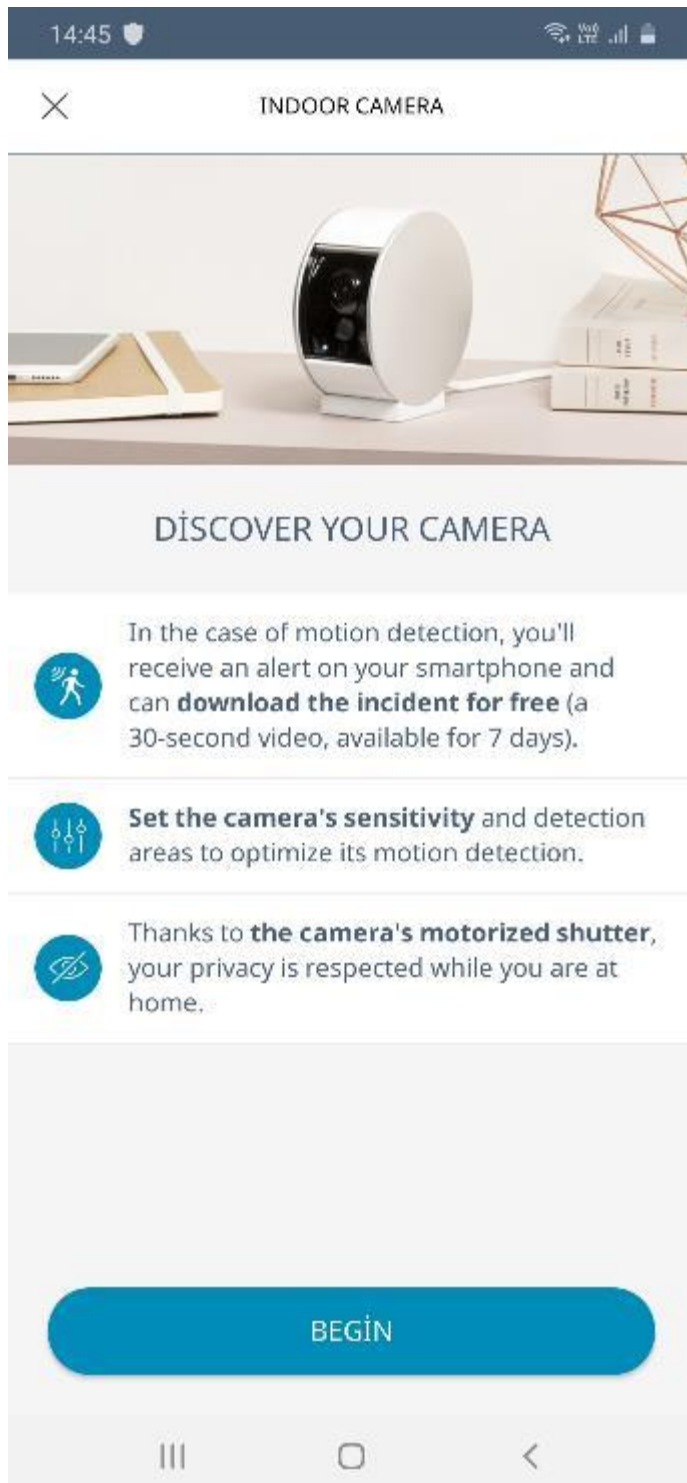 14:45
INDOOR CAMERA
DİSCOVER YOUR CAMERA
In the case of motion detection, you'll
receive an alert on your smartphone and
can download the incident for free (a
30-second video, available for 7 days).
Set the camera's sensitivity and detection
areas to optimize its motion detection.
Thanks to the camera's motorized shutter,
your privacy is respected while you are at
home.
BEGİN